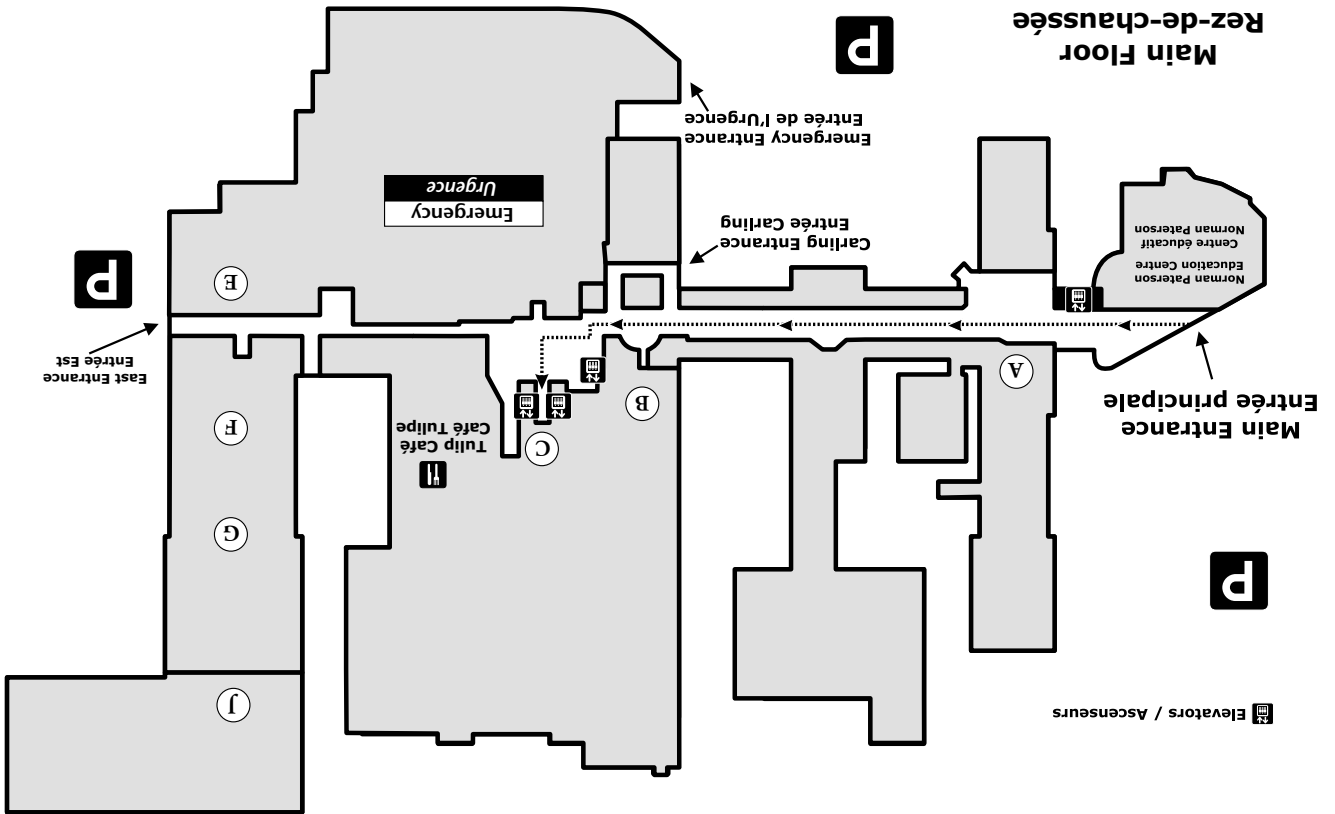 Elevators / Ascenseurs
J
P
G
Tulip Café
Café Tulipe
C
Main Entrance
Entrée principale
F
B
A
East Entrance
Entrée Est
Norman Paterson
Education Centre
Centre éducatif
Norman Paterson
E
P
Carling Entrance
Entrée Carling
Emergency
Urgence
Emergency Entrance
Entrée de l'Urgence
Main Floor
Rez-de-chaussée
P